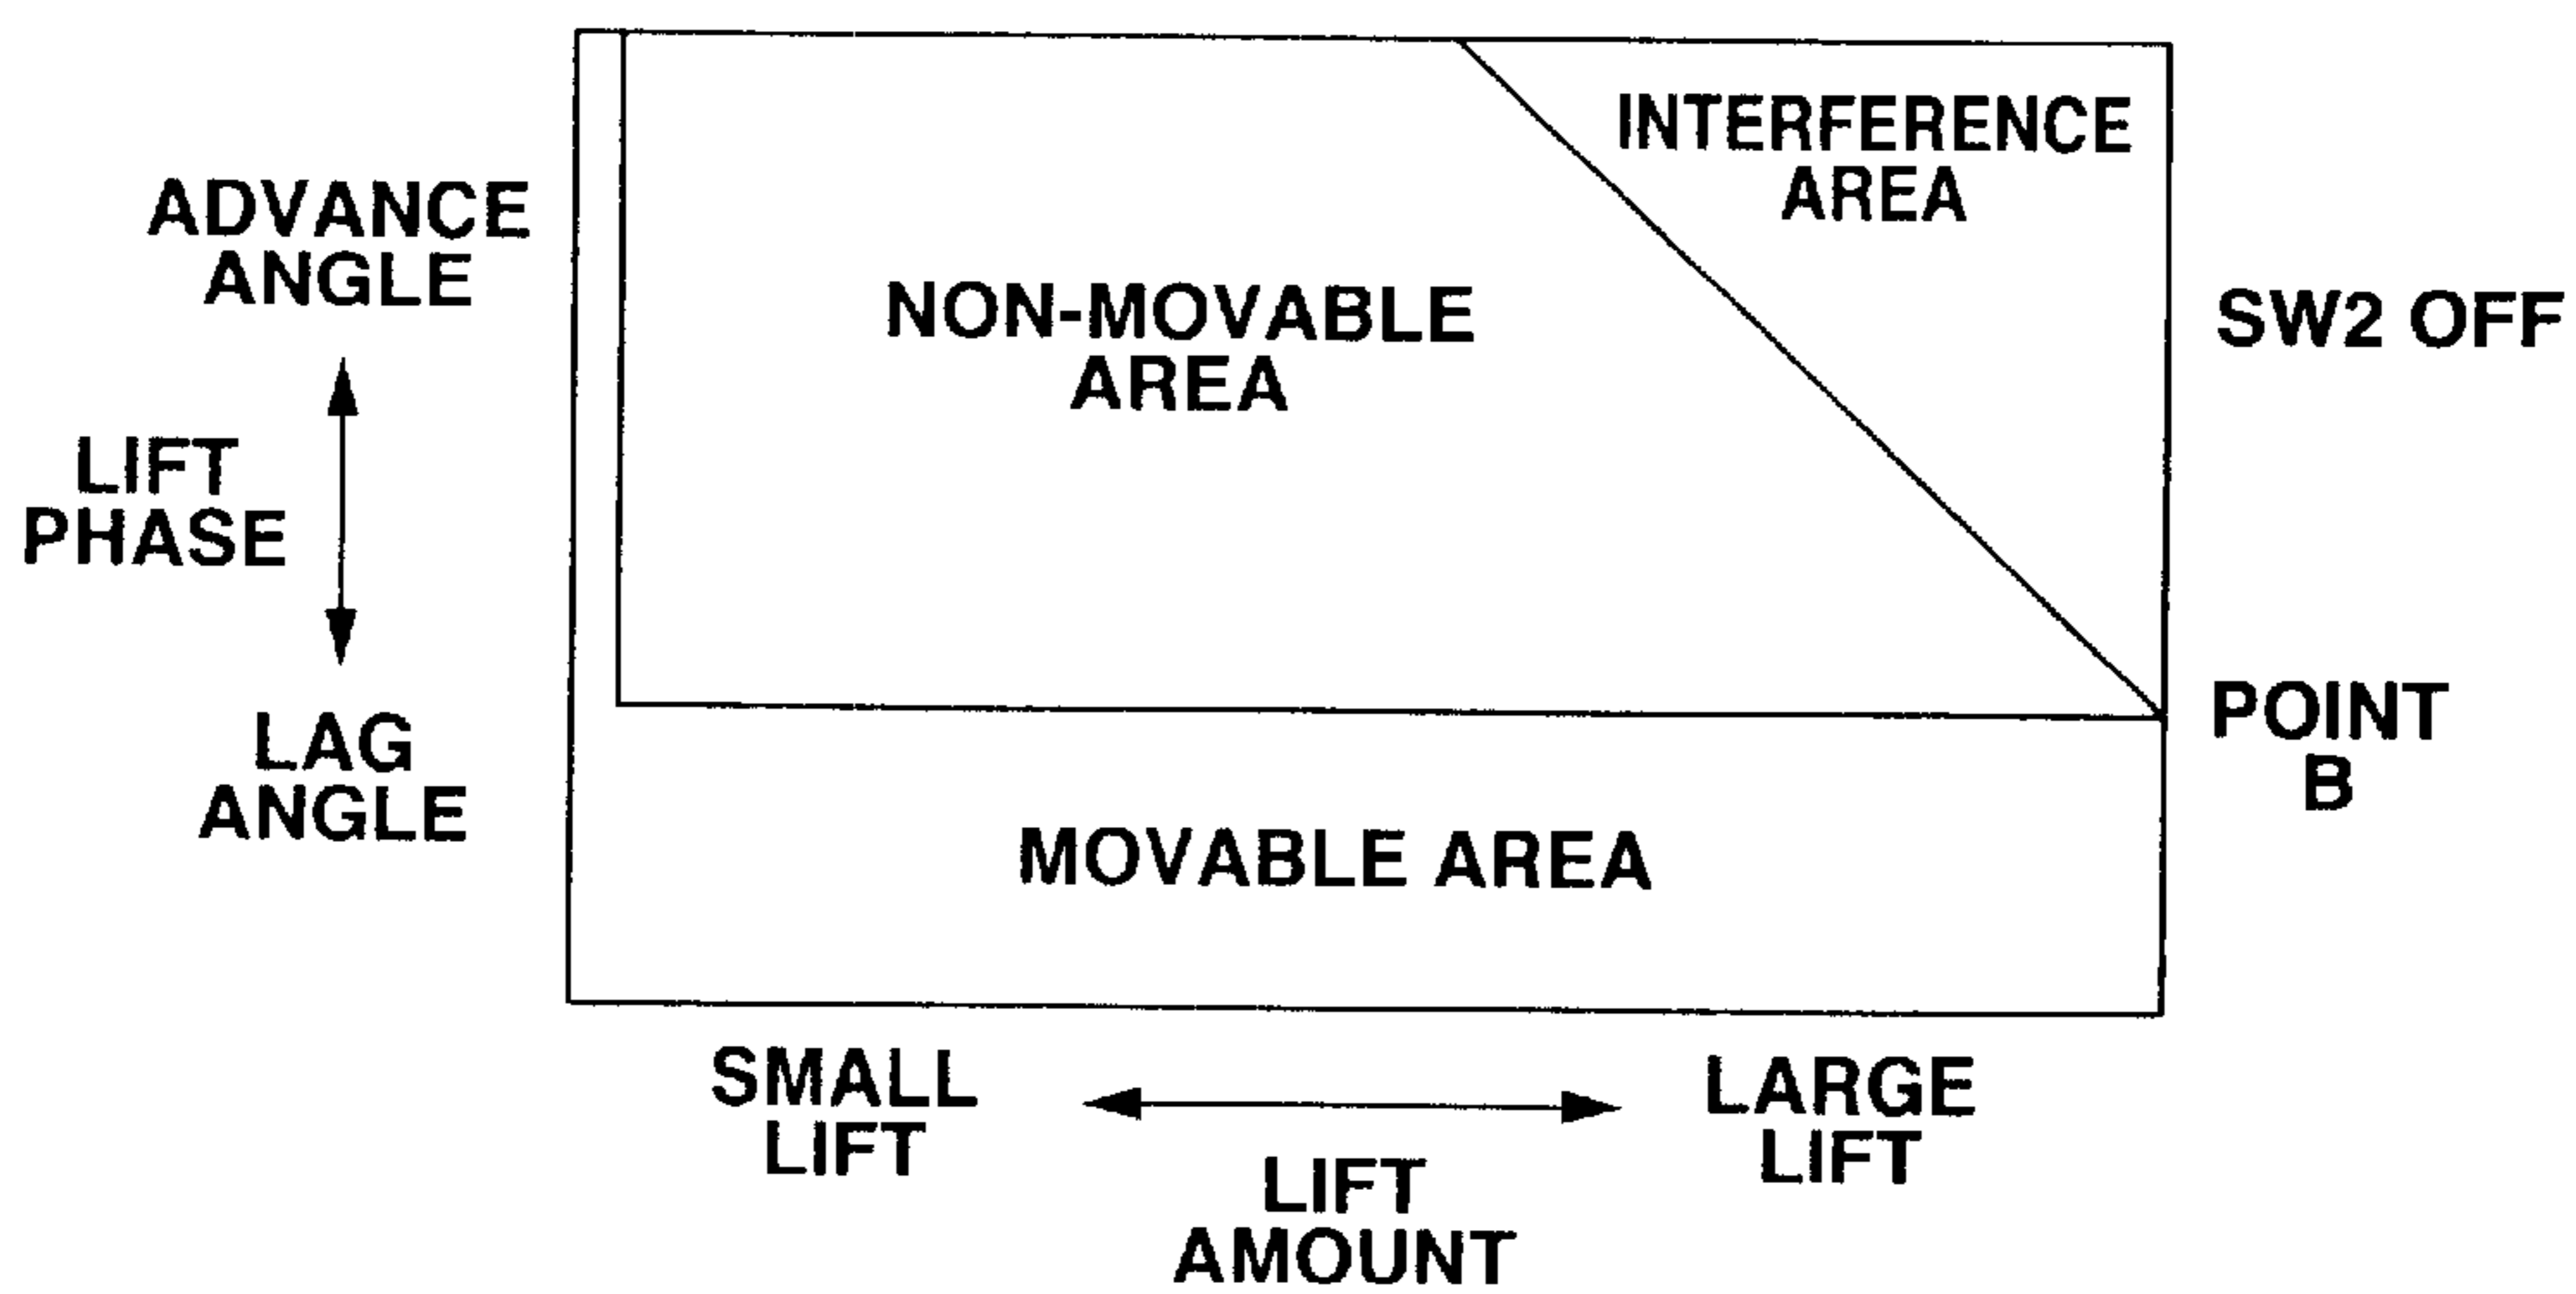 INTERFERENCE
AREA
ADVANCE
ANGLE
NON-MOVABLE
AREA
SW2 OFF
LIFT
PHASE
LAG
ANGLE
POINT
B
MOVABLE AREA
SMALL
LIFT
LARGE
LIFT
LIFT
AMOUNT